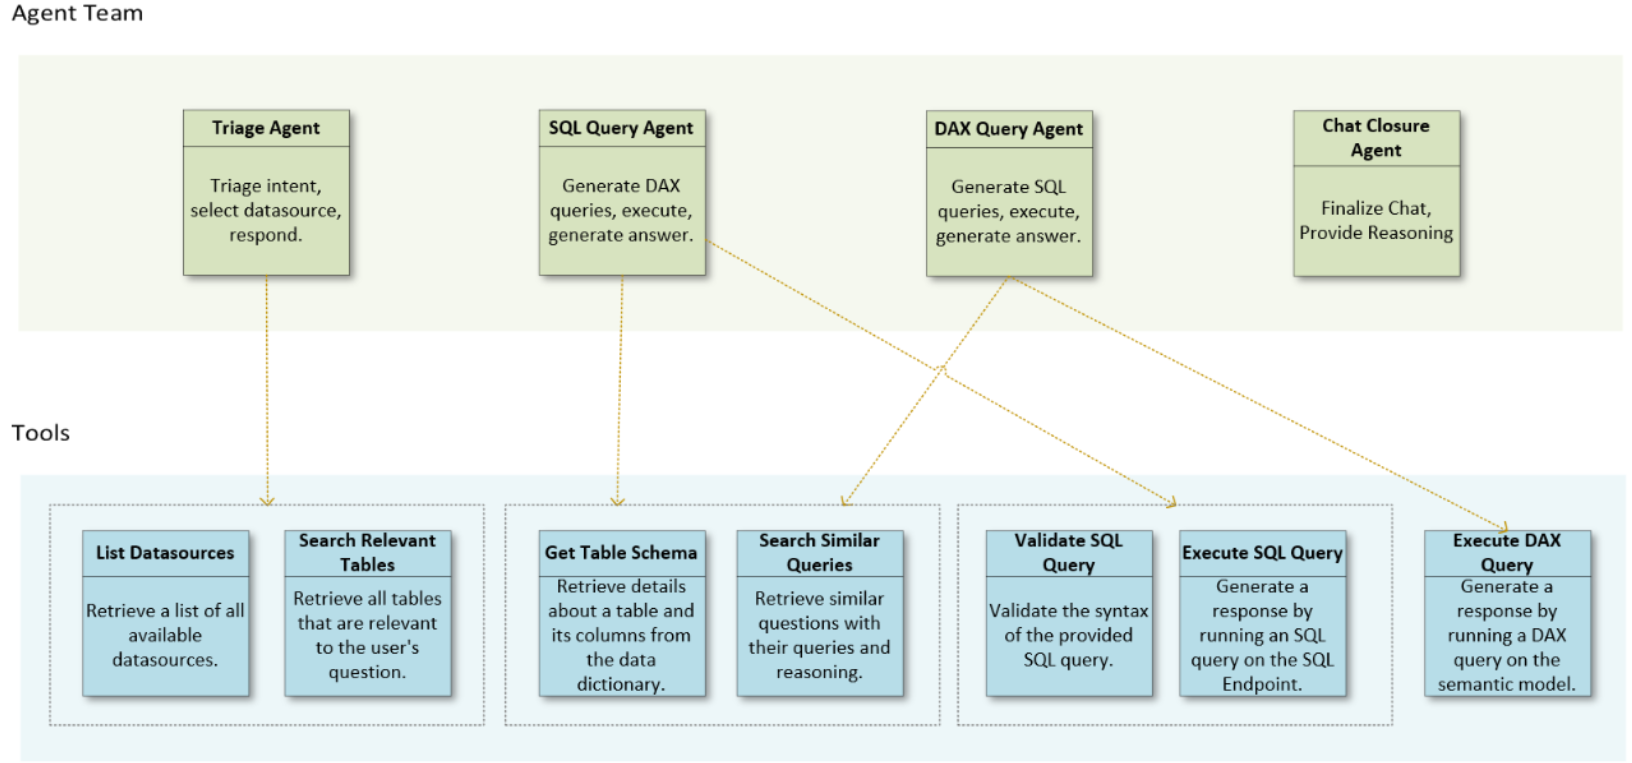 Agent Team
Triage Agent
Triage intent,
select datasource,
respond.
SQL Query Agent
Generate DAX
queries, execute,
generate answer.
DAX Query Agent
Generate SQL
queries, execute,
generate answer.
Chat Closure
Agent
Finalize Chat,
Provide Reasoning
Tools
List Datasources
Retrieve a list of all
available
datasources.
Search Relevant
Tables
Retrieve all tables
that are relevant
to the user's
question.
Get Table Schema
Retrieve details
about a table and
its columns from
the data
dictionary.
Search Similar
Queries
Retrieve similar
questions with
their queries and
reasoning.
Validate SQL
Query
Validate the syntax
of the provided
SQL query.
Execute SQL Query
Generate a
response by
running an SQL
query on the SQL
Endpoint.
Execute DAX
Query
Generate a
response by
running a DAX
query on the
semantic model.